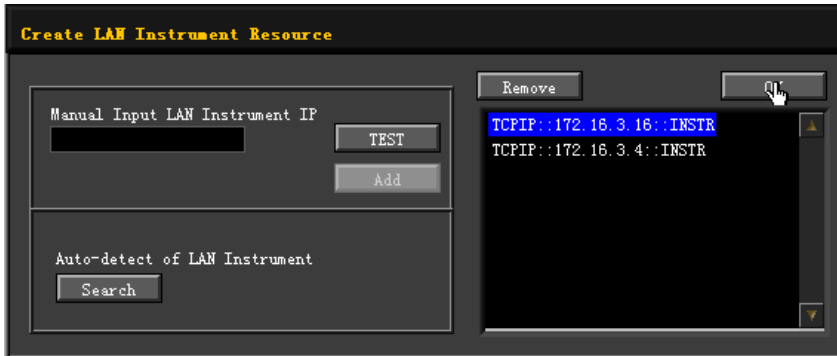 Create LAN Instrument Resource
Manual Input LAN Instrument IP
TEST
Add
Auto-detect of LAN Instrument
Search
Remove
TCPIP::172.16.3.16::INSTR
TCPIP::172.16.3.4::INSTR